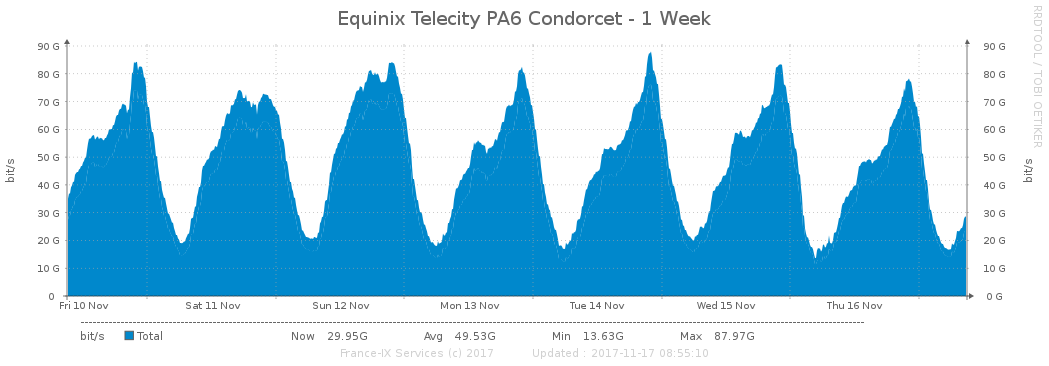 Equinix Telecity PA6 Condorcet - 1 Week
RRDTOOL / TOBI OETIKER
bit/s
90 G 90 G
80 G 80 G
70 G 70 G
60 G 60 G
50 G 50 G
40 G 40 G
30 G 30 G
20 G 20 G
10 G 10 G
0 0 G
bit/s
Fri 10 Nov Sat 11 Nov Sun 12 Nov Mon 13 Nov Tue 14 Nov Wed 15 Nov Thu 16 Nov
bit/s Total Now 29.95G Avg 49.53G Min 13.63G Max 87.97G
France-IX Services (c) 2017 Updated : 2017-11-17 08:55:10